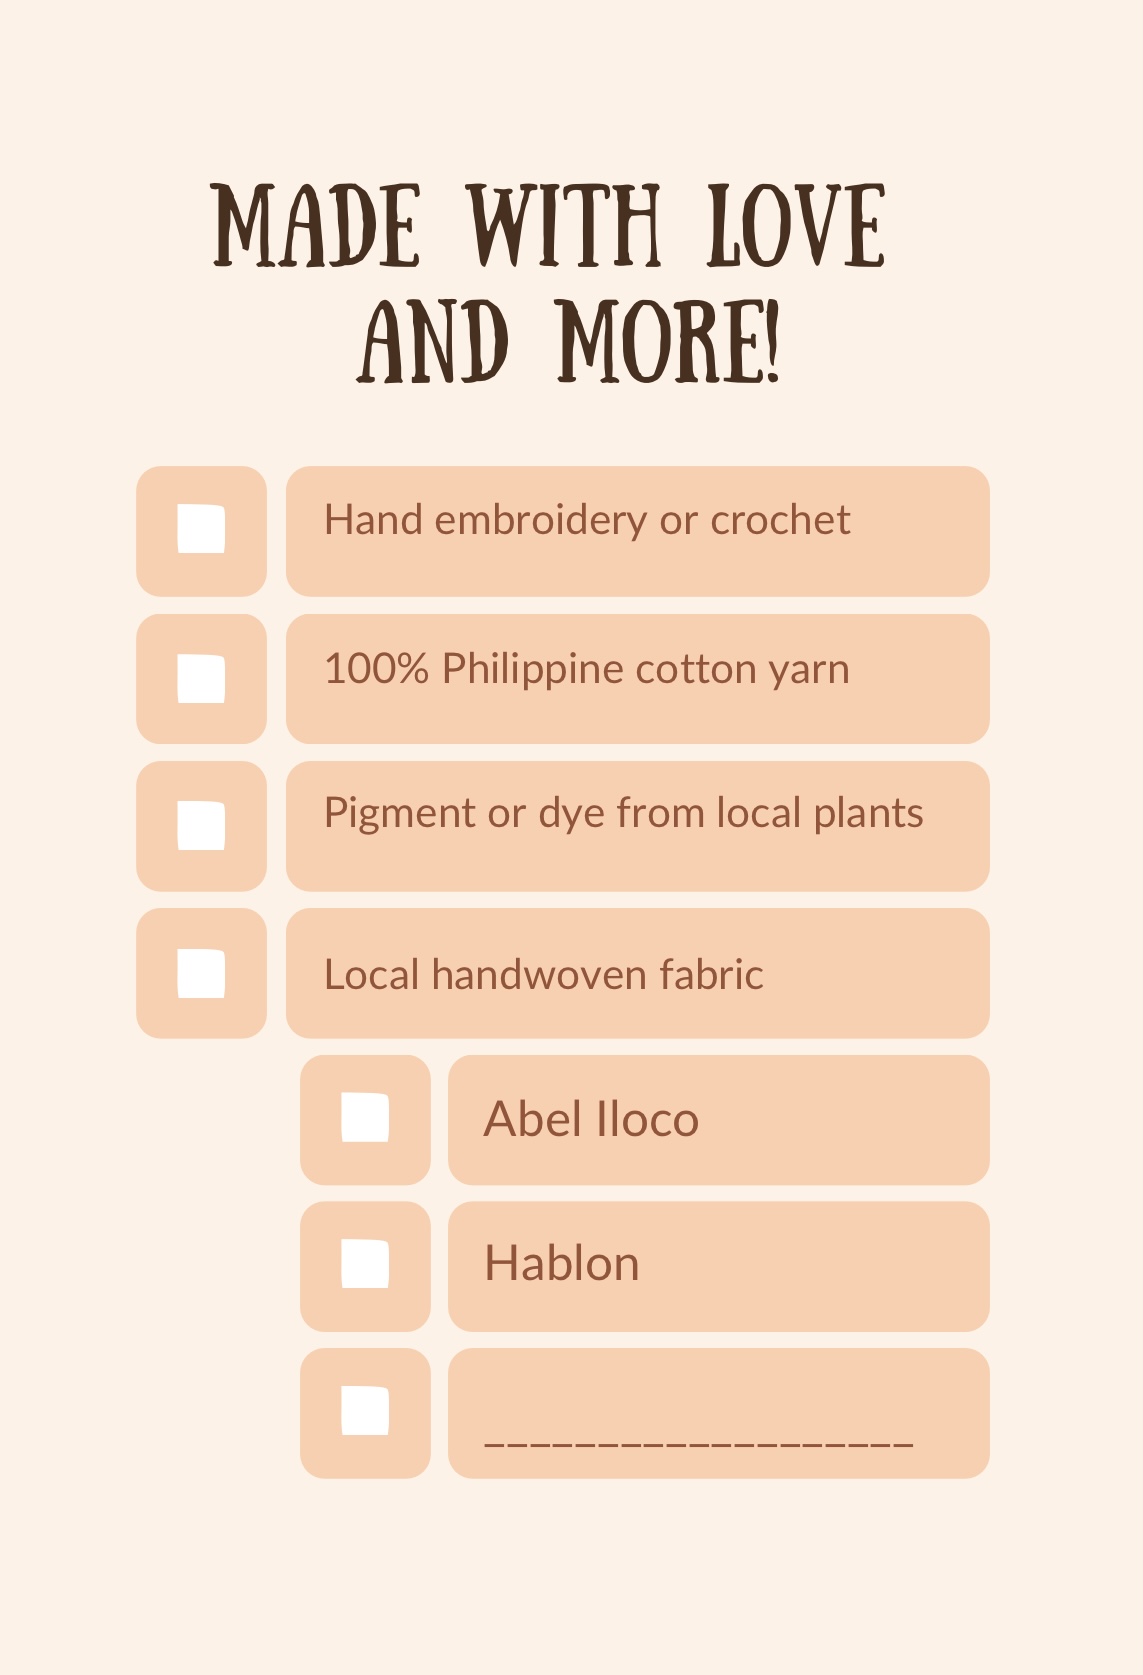 MADE WITH LOVE
AND MORE!
Hand embroidery or crochet
100% Philippine cotton yarn
Pigment or dye from local plants
Local handwoven fabric
Abel Iloco
Hablon
___________________